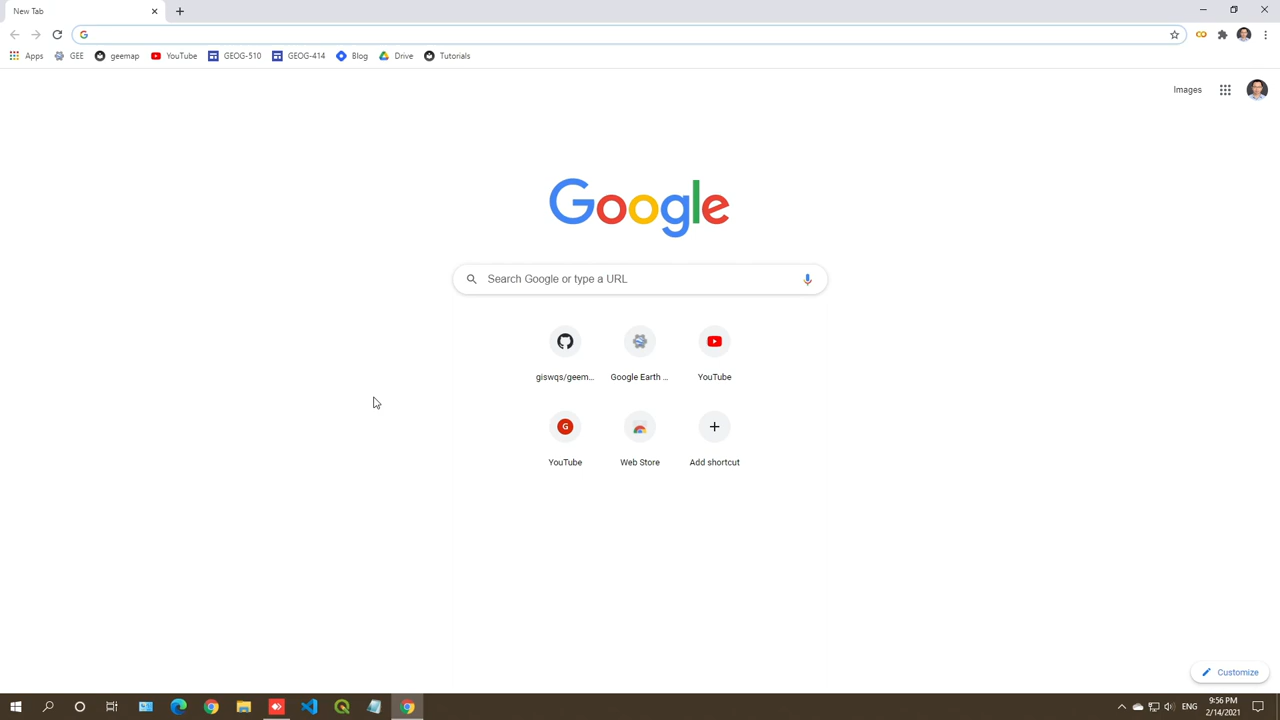 New Tab
Apps GEE geemap YouTube GEOG-510 GEOG-414 Blog Drive Tutorials
Images
Google
Search Google or type a URL
giswqs/geem... Google Earth ... YouTube
G
YouTube Web Store Add shortcut
Customize
9:56 PM
ENG
2/14/2021